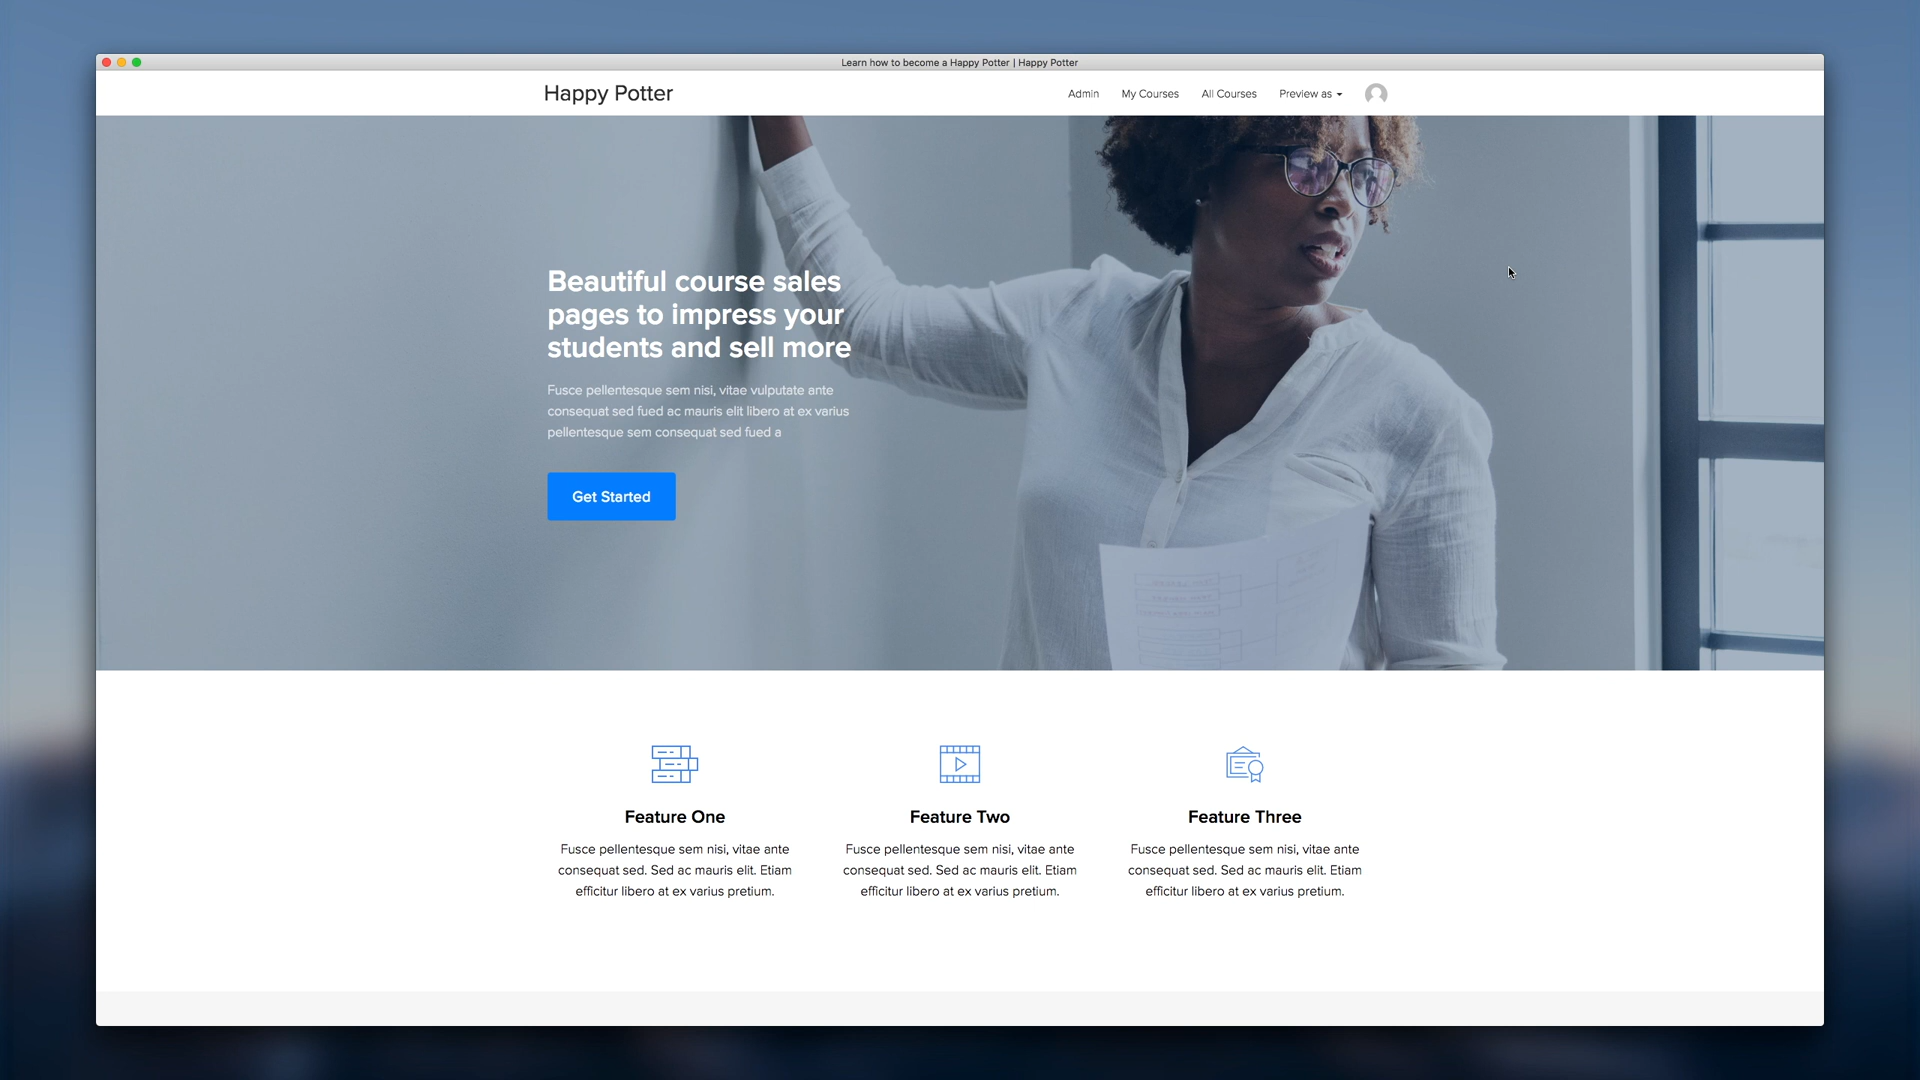 Learn how to become a Happy Potter | Happy Potter
Happy Potter
Admin
My Courses
All Courses
Preview as
Beautiful course sales
pages to impress your
students and sell more
Fusce pellentesque sem nisi, vitae vulputate ante
consequat sed fued ac mauris elit libero at ex varius
pellentesque sem consequat sed fued a
Get Started
Feature One
Fusce pellentesque sem nisi, vitae ante
consequat sed. Sed ac mauris elit. Etiam
efficitur libero at ex varius pretium.
Feature Two
Fusce pellentesque sem nisi, vitae ante
consequat sed. Sed ac mauris elit. Etiam
efficitur libero at ex varius pretium.
Feature Three
Fusce pellentesque sem nisi, vitae ante
consequat sed. Sed ac mauris elit. Etiam
efficitur libero at ex varius pretium.